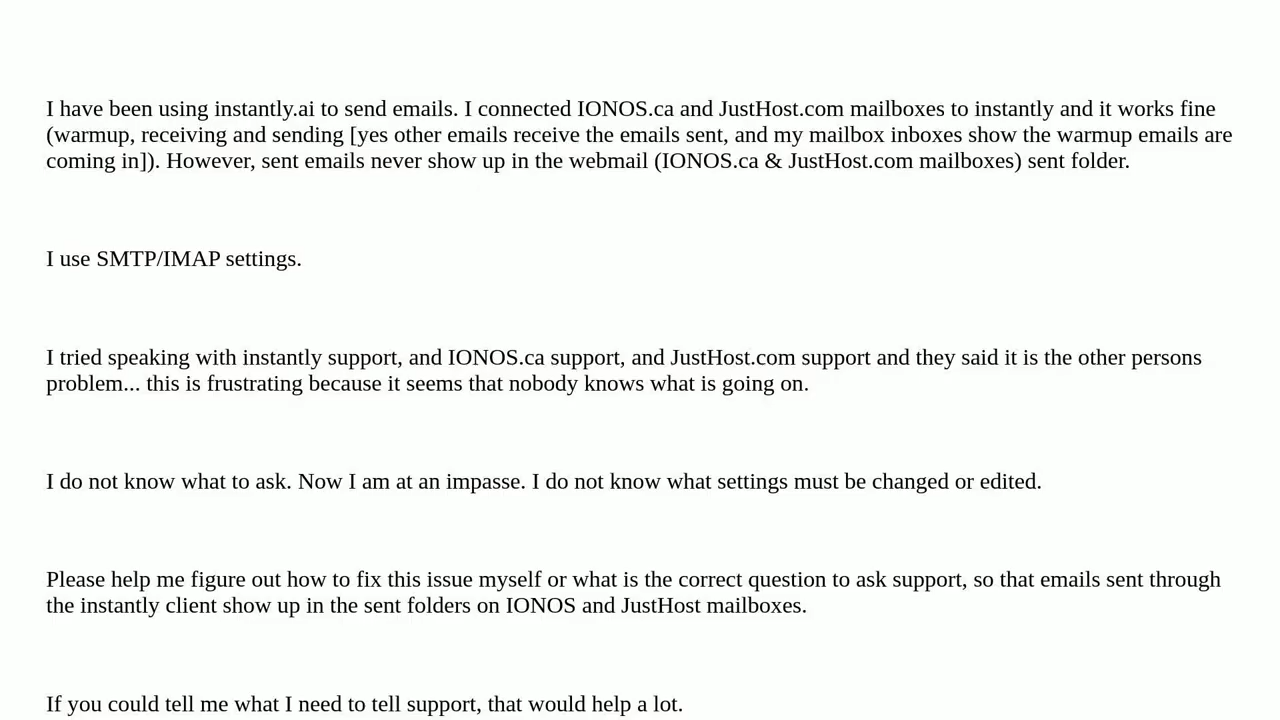 I have been using instantly.ai to send emails. I connected IONOS.ca and JustHost.com mailboxes to instantly and it works fine
(warmup, receiving and sending [yes other emails receive the emails sent, and my mailbox inboxes show the warmup emails are
coming in]). However, sent emails never show up in the webmail (IONOS.ca & JustHost.com mailboxes) sent folder.
I use SMTP/IMAP settings.
I tried speaking with instantly support, and IONOS.ca support, and JustHost.com support and they said it is the other persons
problem... this is frustrating because it seems that nobody knows what is going on.
I do not know what to ask. Now I am at an impasse. I do not know what settings must be changed or edited.
Please help me figure out how to fix this issue myself or what is the correct question to ask support, so that emails sent through
the instantly client show up in the sent folders on IONOS and JustHost mailboxes.
If you could tell me what I need to tell support, that would help a lot.